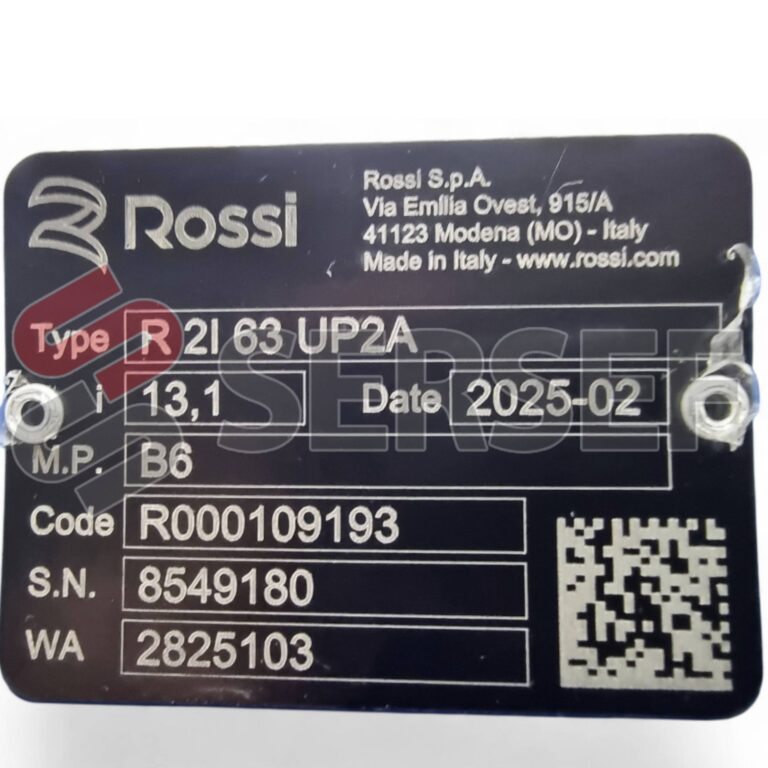 Rossi
Rossi S.p.A.
Via Emilia Ovest, 915/A
41123 Modena (MO) - Italy
Made in Italy - www.rossi.com
Type R 2I 63 UP2A
i 13,1 Date 2025-02
M.P. B6
Code R000109193
S.N. 8549180
WA 2825103
SERSEF